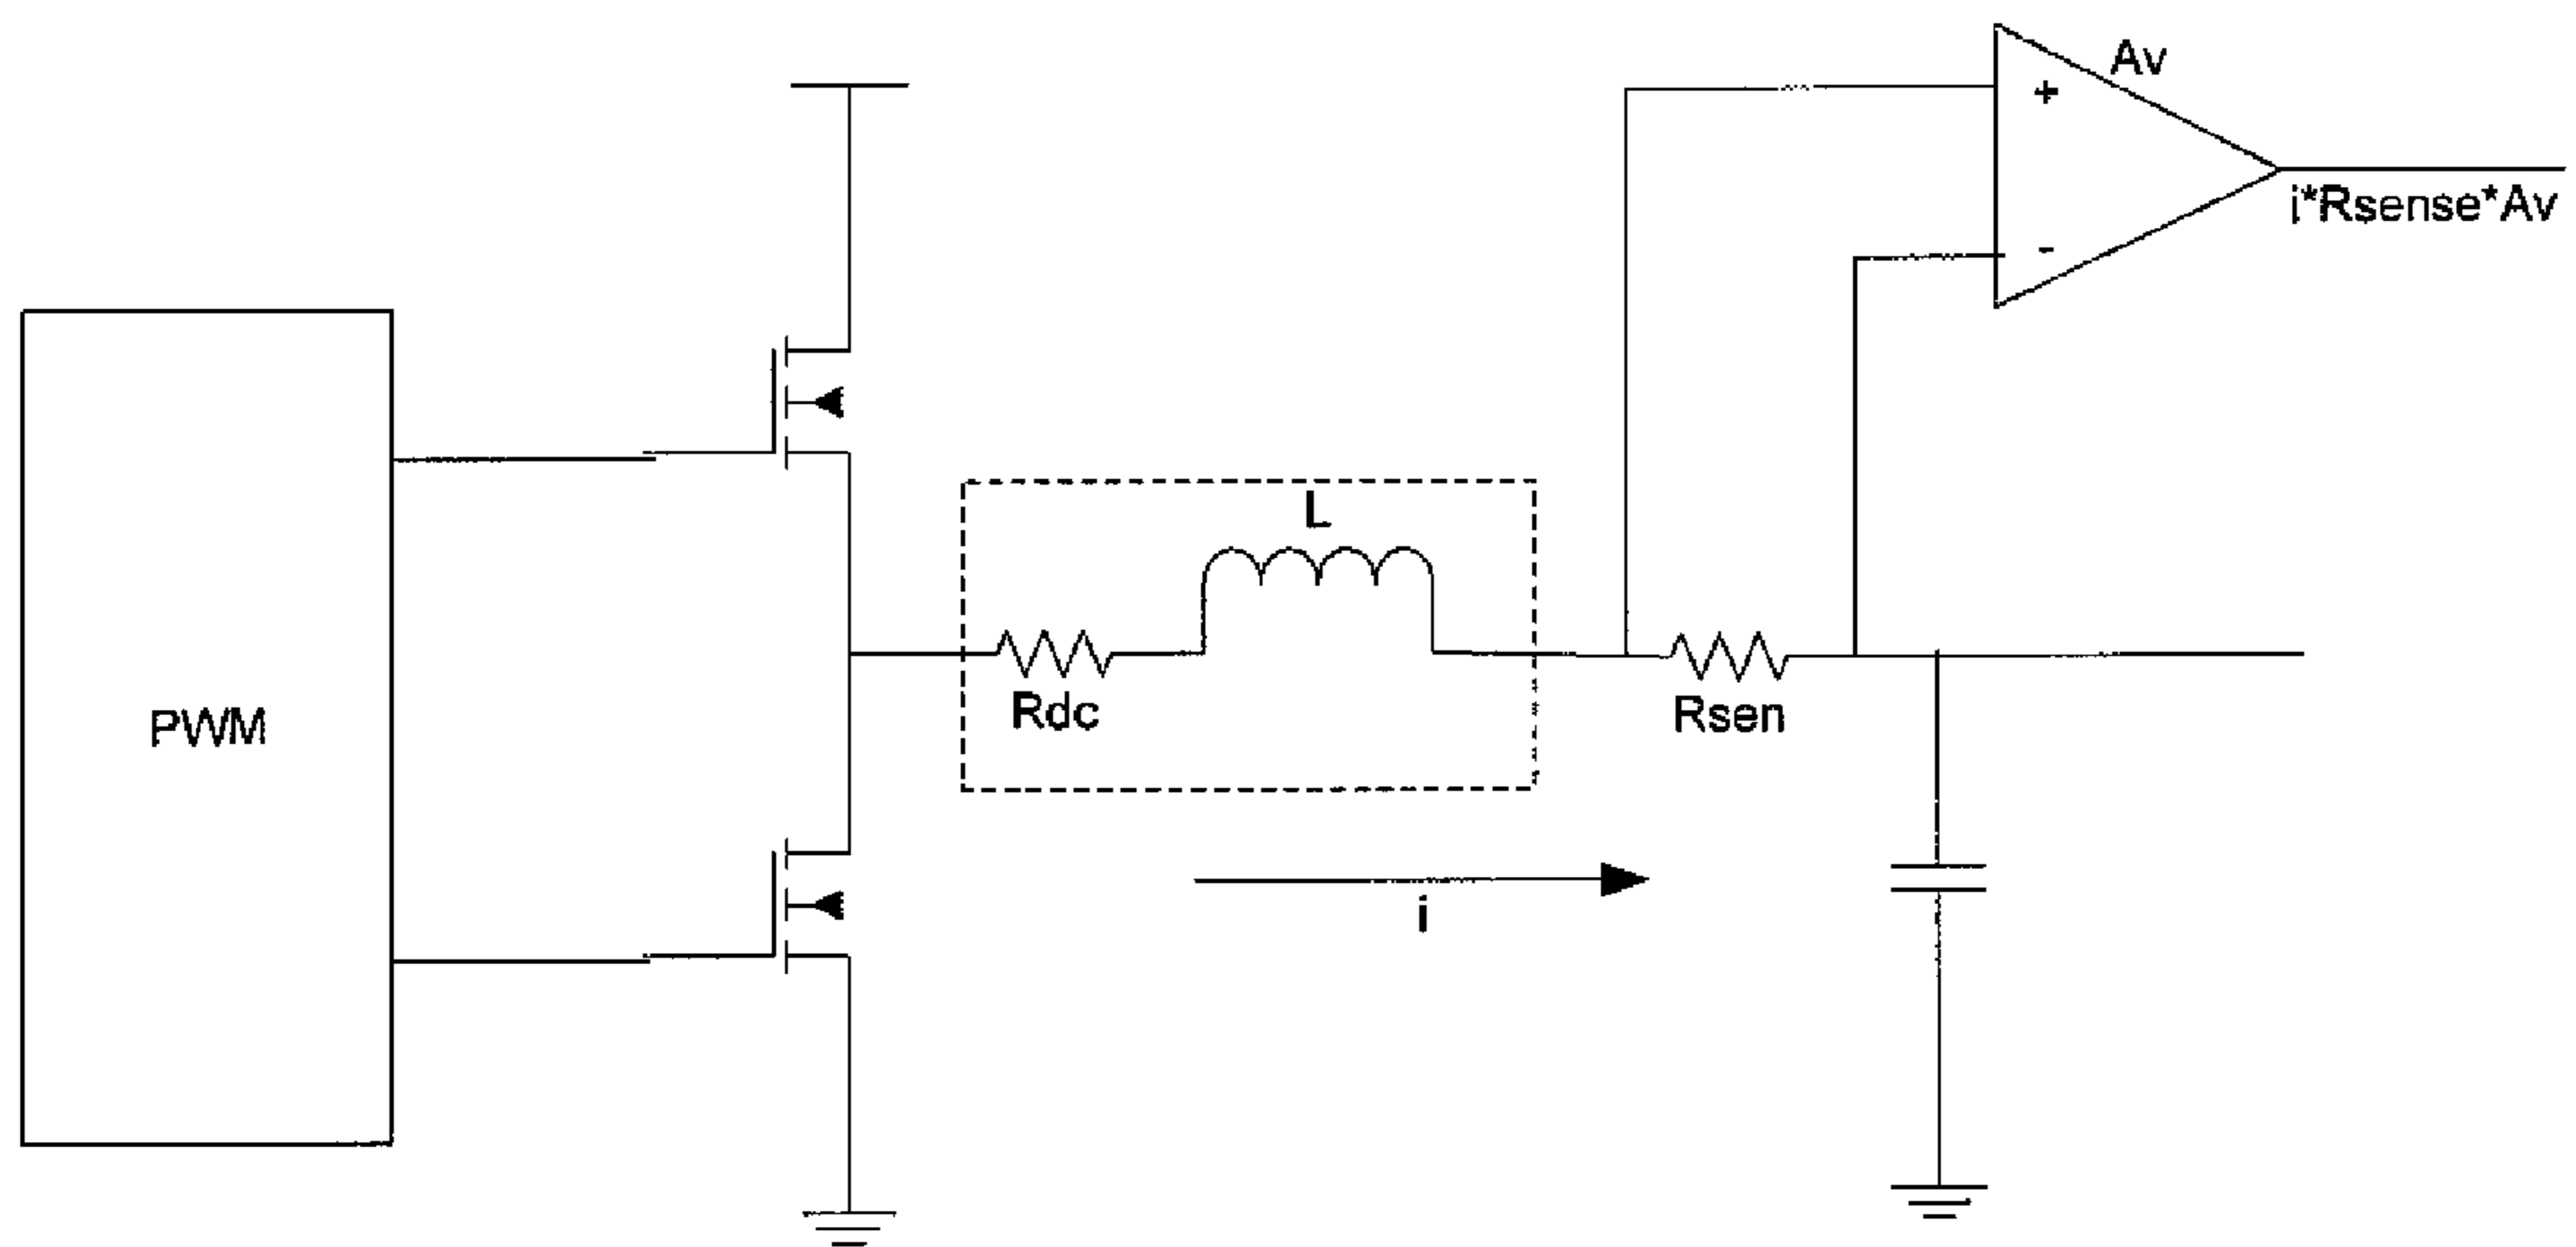 Av
+
-
i*Rsense*Av
L
Rdc
Rsen
PWM
i